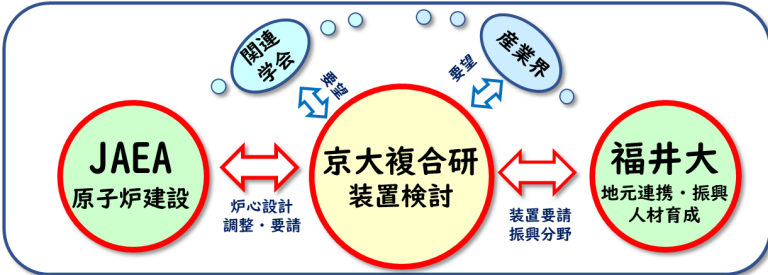 関連
学会
産業界
要望
要望
JAEA
原子炉建設
炉心設計
調整・要請
京大複合研
装置検討
装置要請
振興分野
福井大
地元連携・振興
人材育成